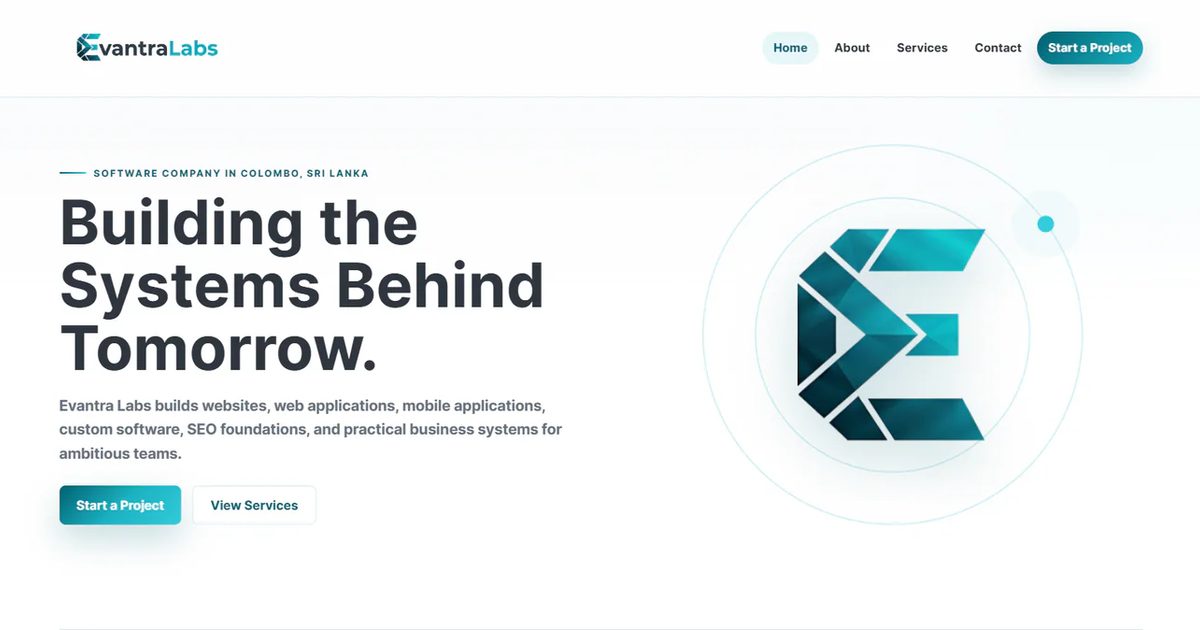 EvantraLabs
Home
About
Services
Contact
Start a Project
SOFTWARE COMPANY IN COLOMBO, SRI LANKA
Building the
Systems Behind
Tomorrow.
Evantra Labs builds websites, web applications, mobile applications,
custom software, SEO foundations, and practical business systems for
ambitious teams.
Start a Project
View Services